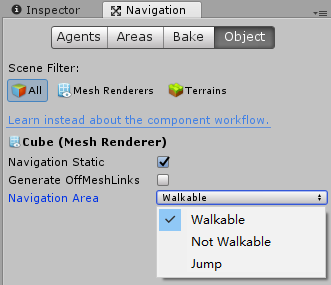 Inspector Navigation
Agents Areas Bake Object
Scene Filter:
All Mesh Renderers Terrains
Learn instead about the component workflow.
Cube (Mesh Renderer)
Navigation Static
Generate OffMeshLinks
Navigation Area Walkable
Walkable
Not Walkable
Jump